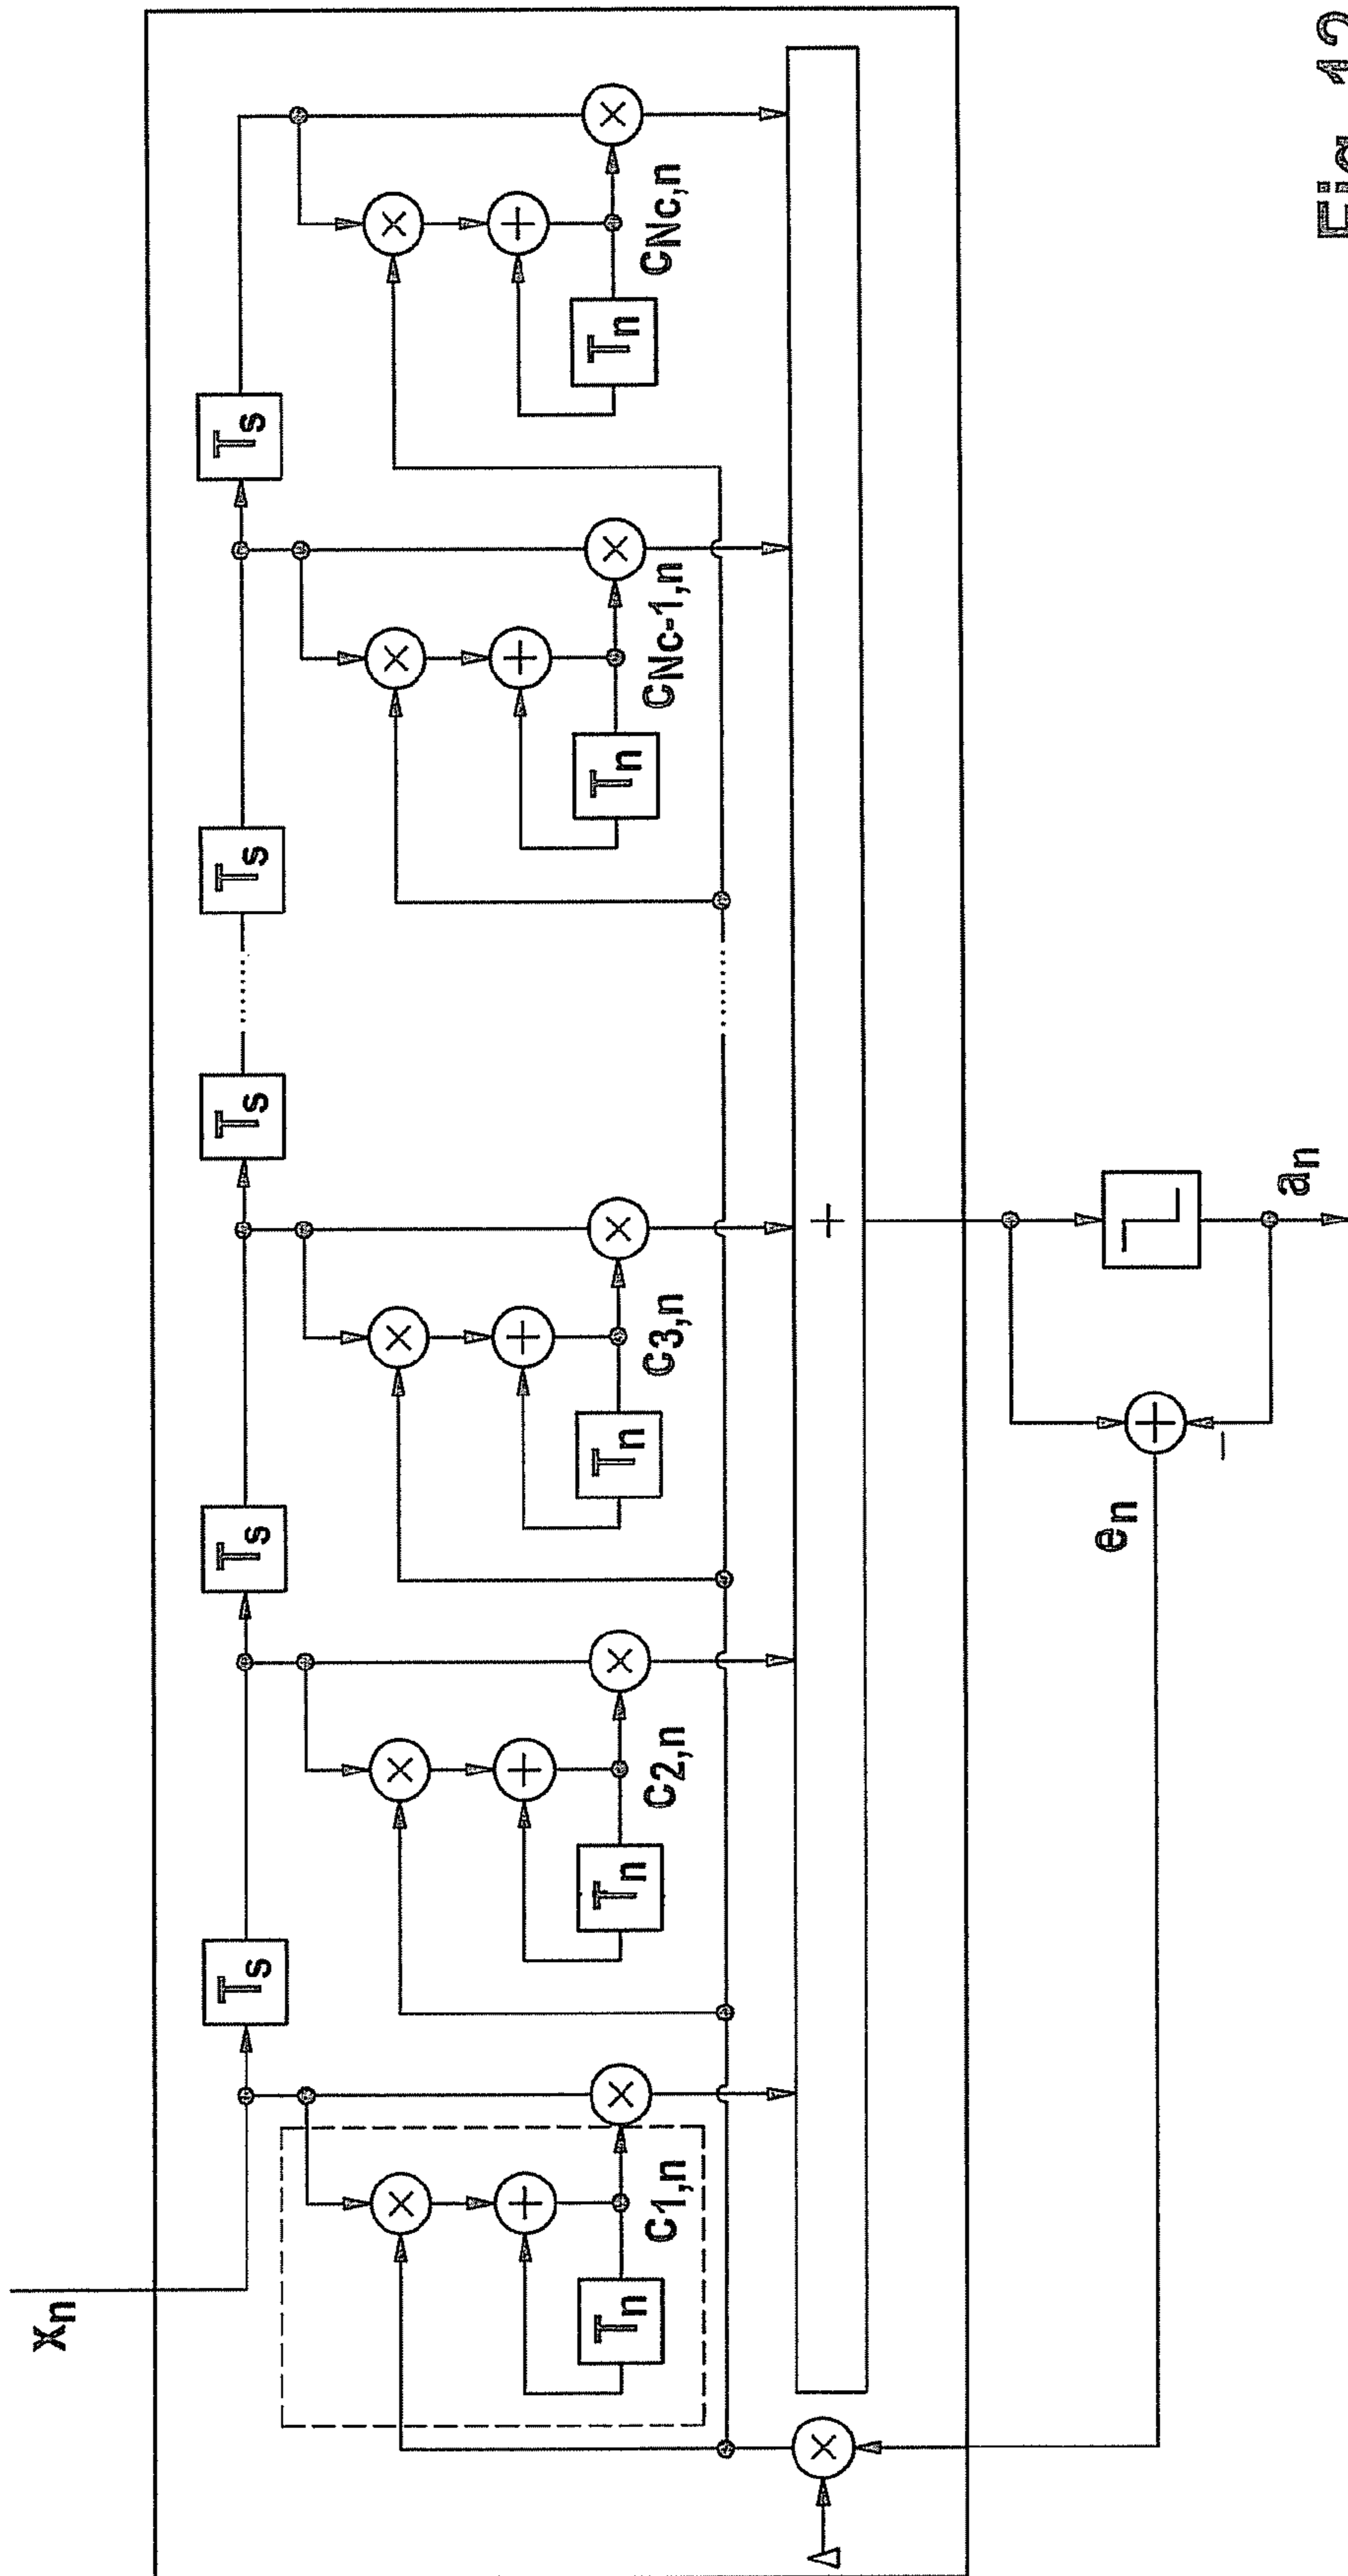 Xn
Ts
Ts
Ts
Ts
Ts
Tn
Tn
Tn
Tn
Tn
C1,n
C2,n
C3,n
CNc-1,n
CNc,n
Δ
en
an
Fig. 12